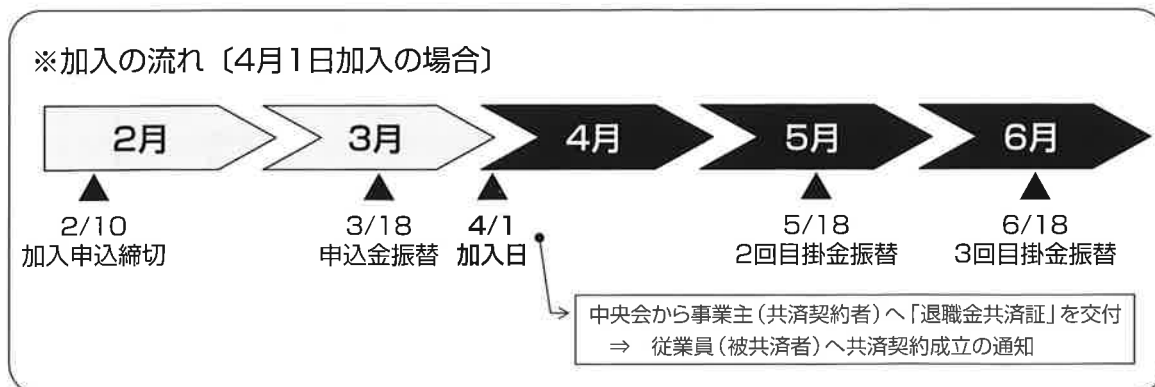 ※加入の流れ〔4月1日加入の場合〕
2月
3月
4月
5月
6月
2/10
加入申込締切
3/18
申込金振替
4/1
加入日
5/18
2回目掛金振替
6/18
3回目掛金振替
中央会から事業主(共済契約者)へ「退職金共済証」を交付
⇒ 従業員(被共済者)へ共済契約成立の通知